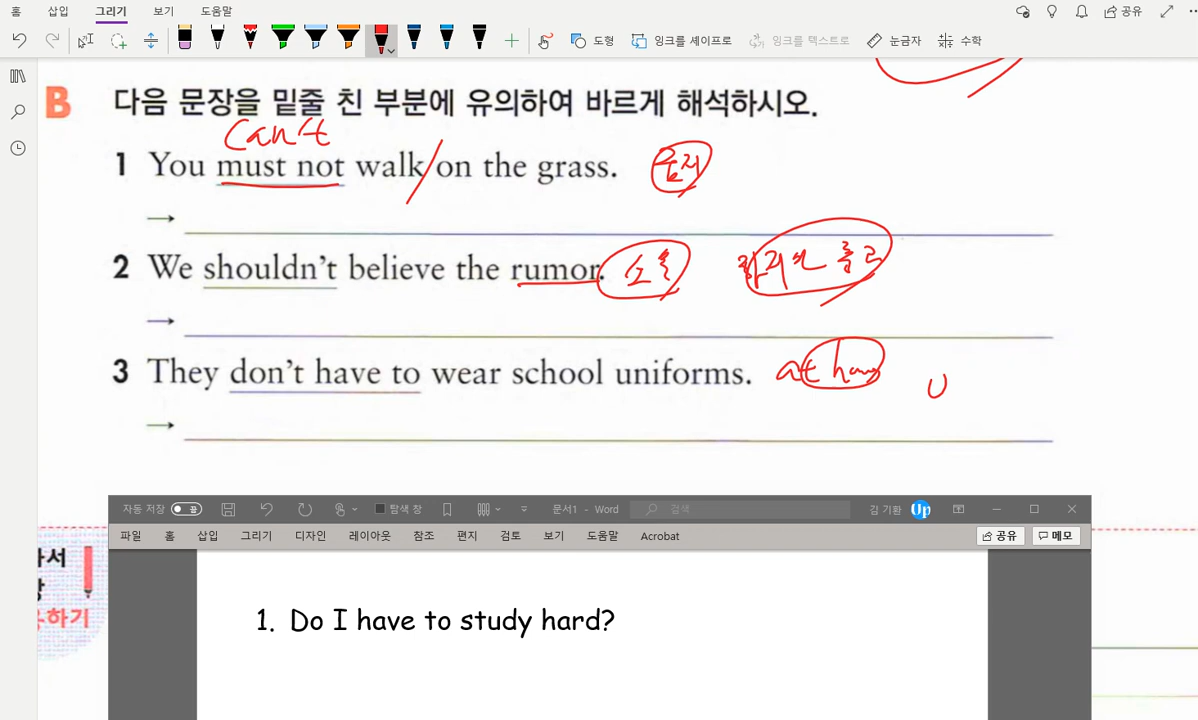 홈 삽입 그리기 보기 도움말
공유
도형 잉크를 셰이프로 잉크를 텍스트로 눈금자 수학
B 다음 문장을 밑줄 친 부분에 유의하여 바르게 해석하시오.
can't
1 You must not walk/on the grass. 금지
→
2 We shouldn't believe the rumor. 소문
→
3 They don't have to wear school uniforms. at home
→
자동 저장 끔 탐색 창 문서1 - Word 검색 김 기환 Up
파일 홈 삽입 그리기 디자인 레이아웃 참조 편지 검토 보기 도움말 Acrobat 공유 메모
하기
1. Do I have to study hard?